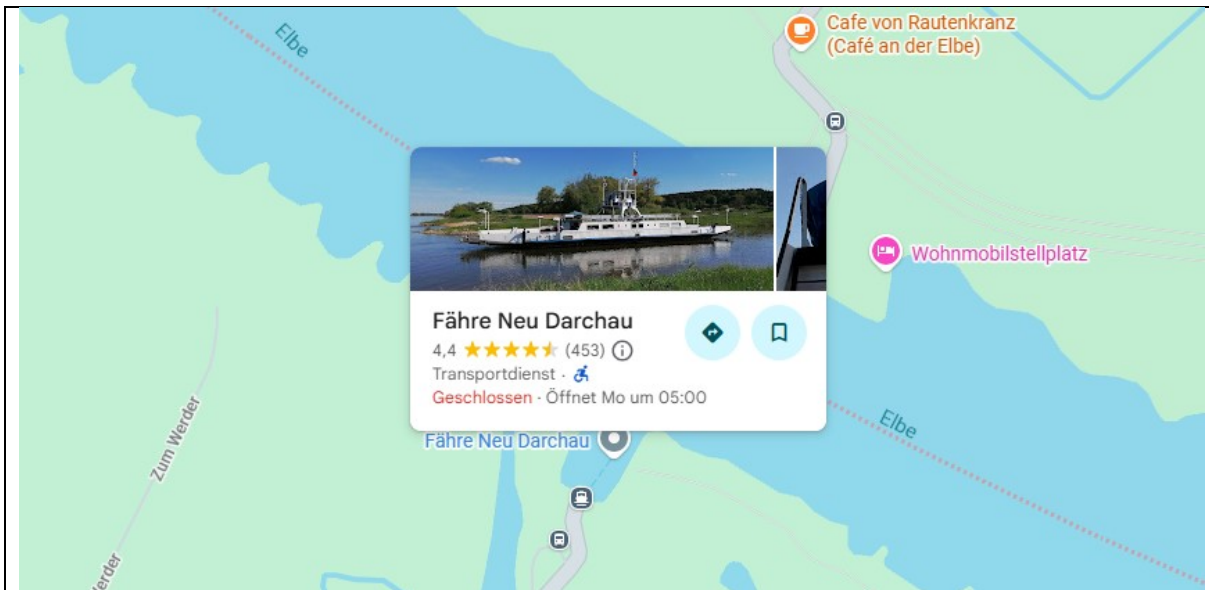 Elbe
Cafe von Rautenkranz
(Café an der Elbe)
Wohnmobilstellplatz
Fähre Neu Darchau
4,4 (453)
Transportdienst ·
Geschlossen · Öffnet Mo um 05:00
Fähre Neu Darchau
Elbe
Zum Werder
erder